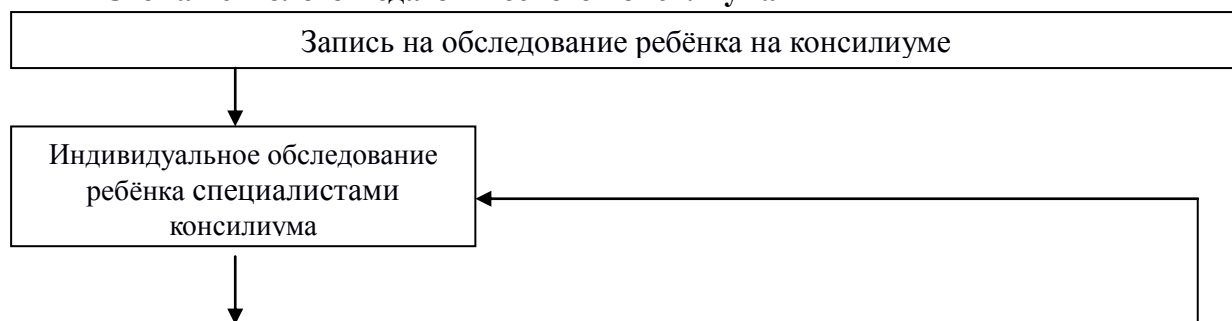 Запись на обследование ребёнка на консилиуме
Индивидуальное обследование
ребёнка специалистами
консилиума